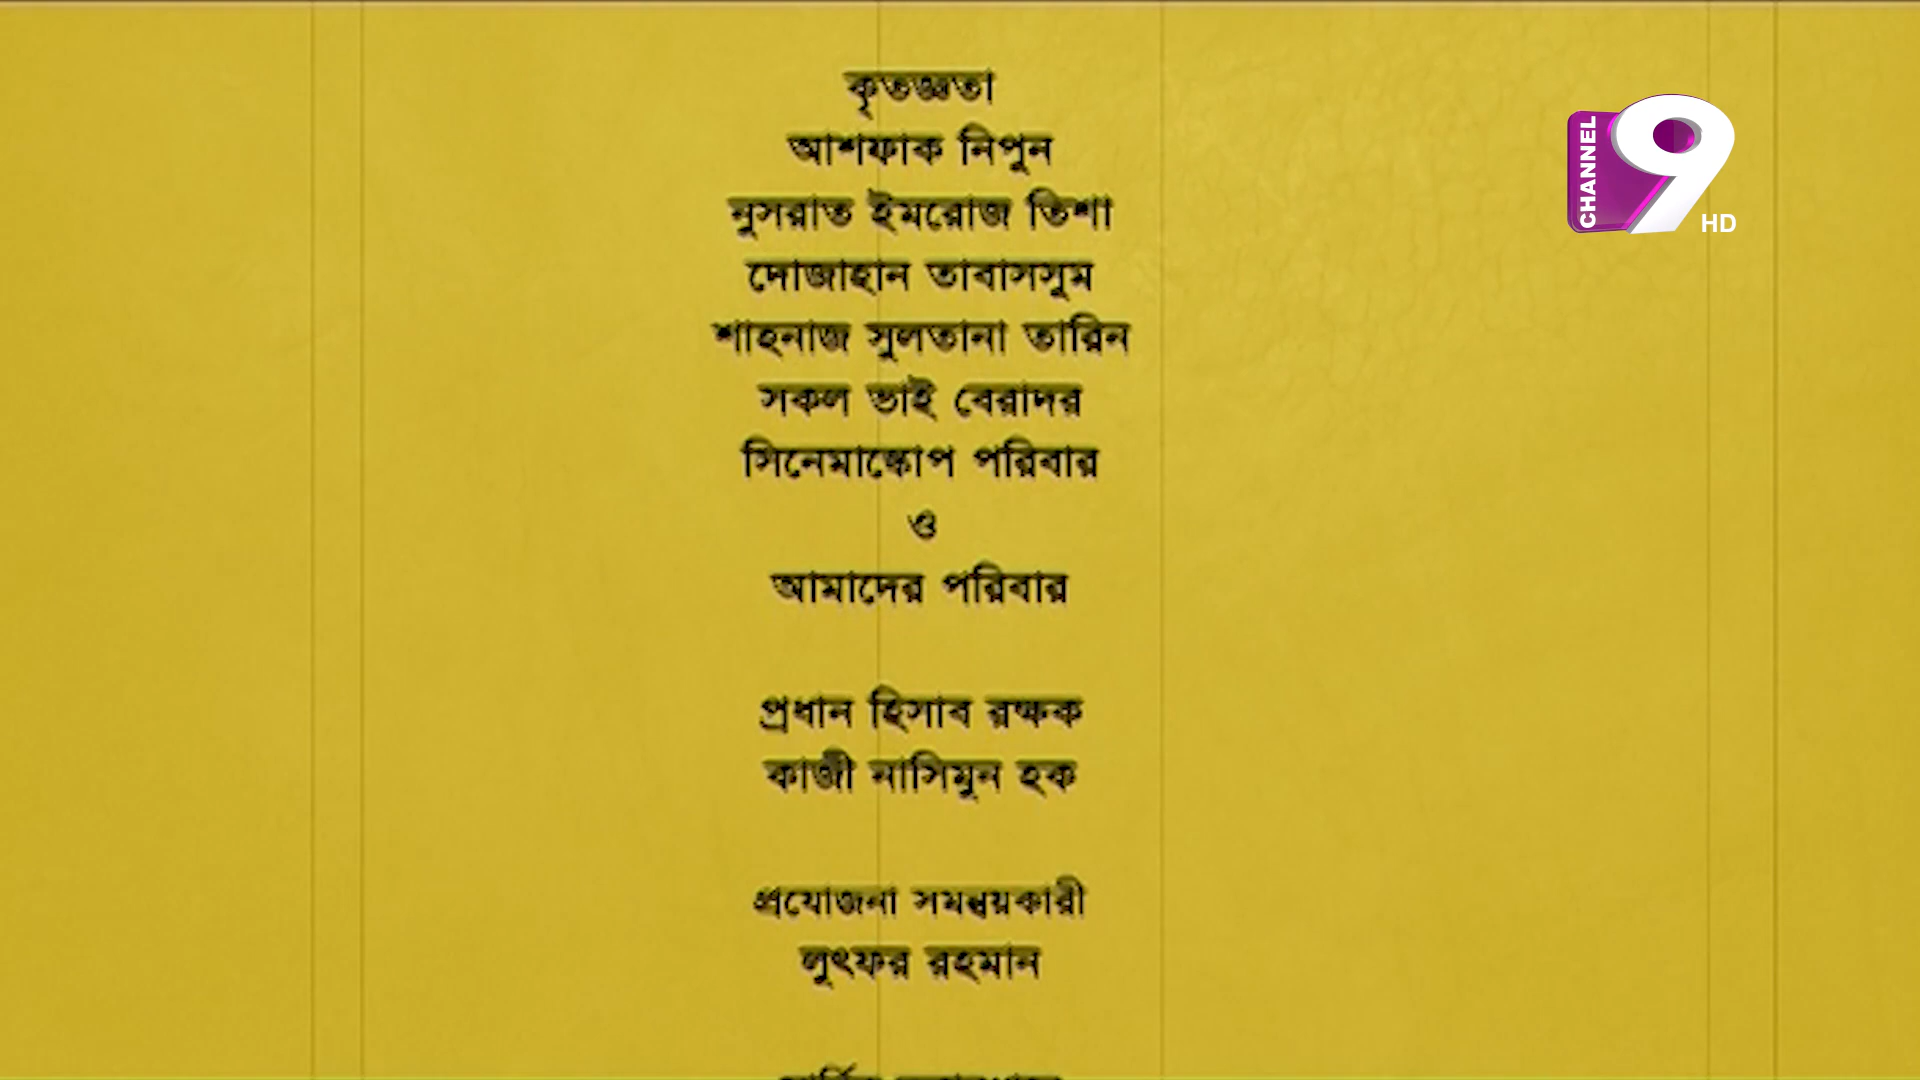 কৃতজ্ঞতা
আশফাক নিপুন
নুসরাত ইমরোজ তিশা
দোজাহান তাবাসসুম
শাহনাজ সুলতানা তারিন
সকল ভাই বেরাদর
সিনেমাস্কোপ পরিবার
ও
আমাদের পরিবার
প্রধান হিসাব রক্ষক
কাজী নাসিমুন হক
প্রযোজনা সমন্বয়কারী
লুৎফর রহমান
CHANNEL 9
HD